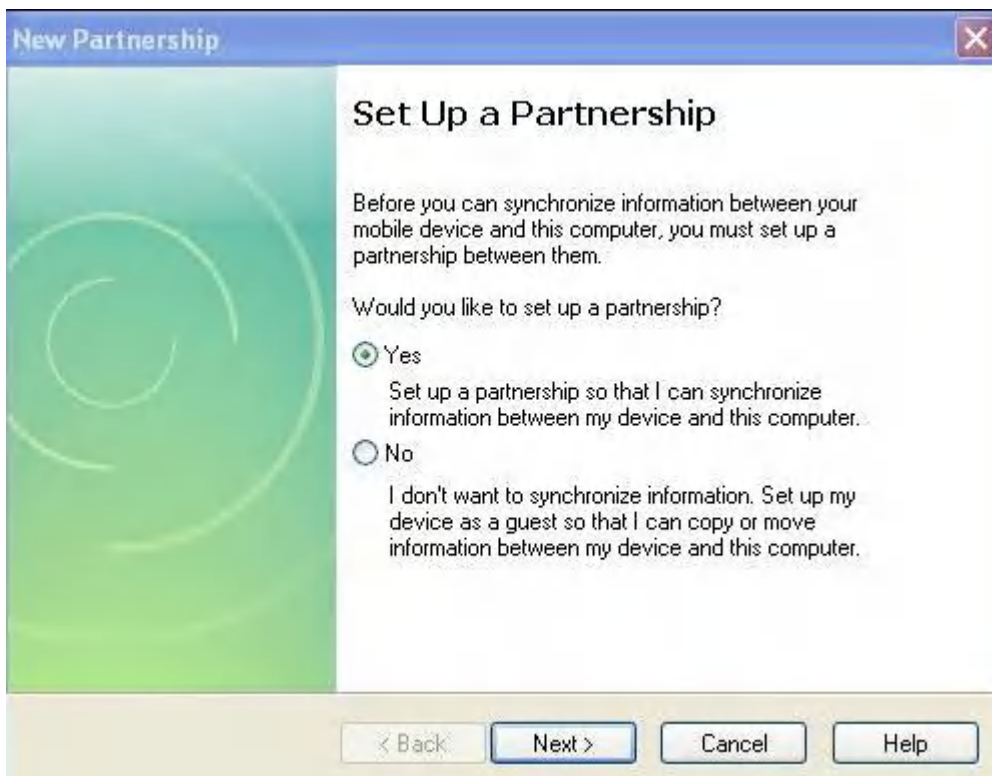 New Partnership
Set Up a Partnership
Before you can synchronize information between your
mobile device and this computer, you must set up a
partnership between them.
Would you like to set up a partnership?
Yes
Set up a partnership so that I can synchronize
information between my device and this computer.
No
I don't want to synchronize information. Set up my
device as a guest so that I can copy or move
information between my device and this computer.
< Back Next > Cancel Help